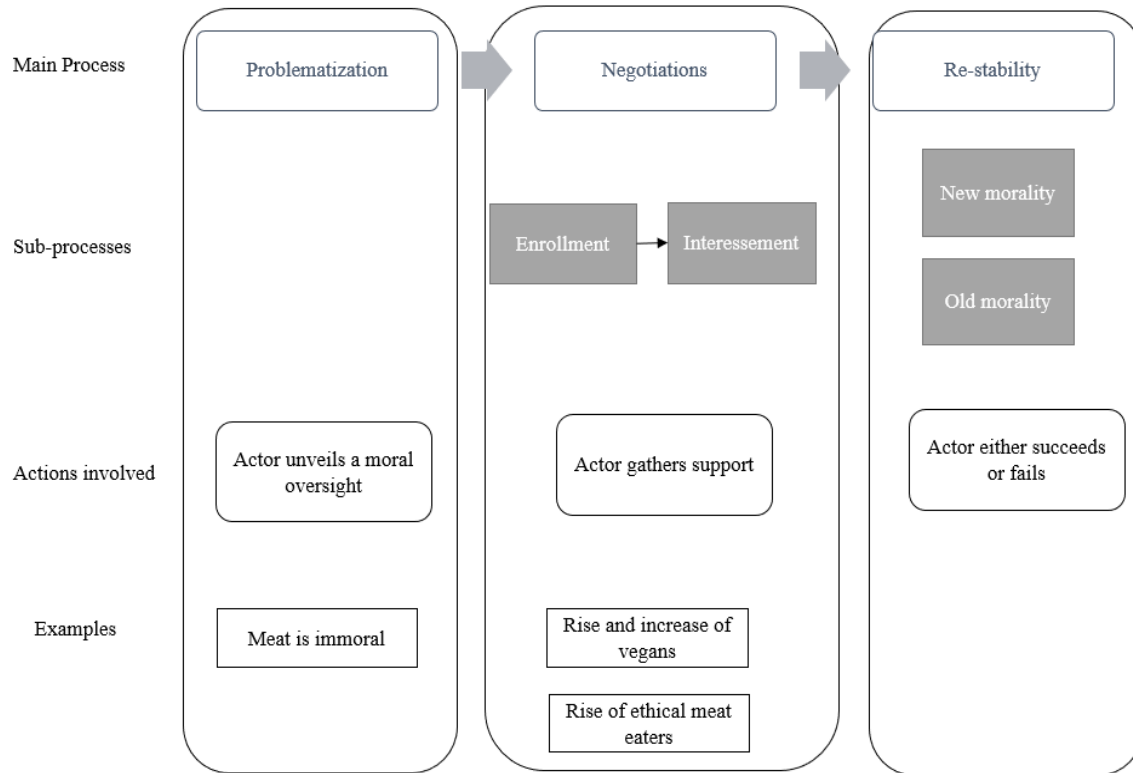 Main Process
Problematization
Negotiations
Re-stability
Sub-processes
Enrollment
Interessement
New morality
Old morality
Actions involved
Actor unveils a moral
oversight
Actor gathers support
Actor either succeeds
or fails
Examples
Meat is immoral
Rise and increase of
vegans
Rise of ethical meat
eaters